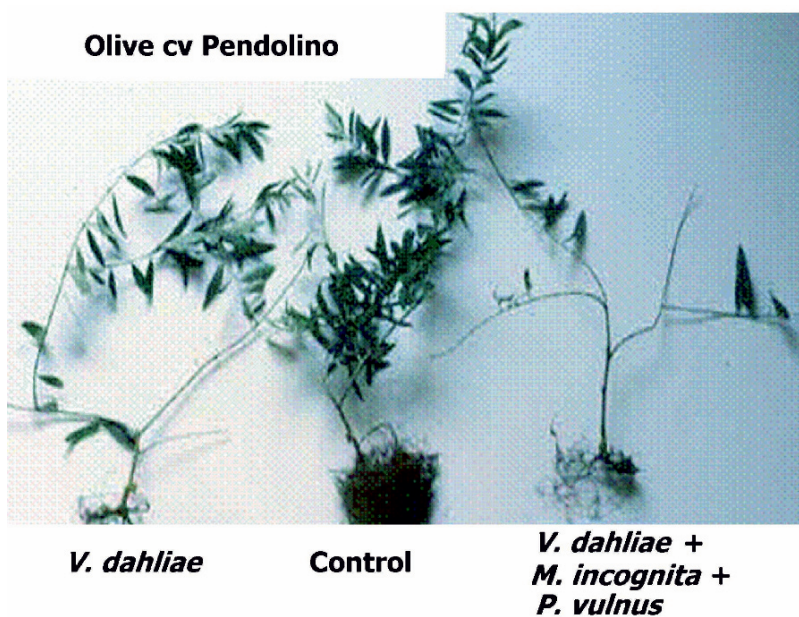 Olive cv Pendolino
V. dahliae
Control
V. dahliae +
M. incognita +
P. vulnus